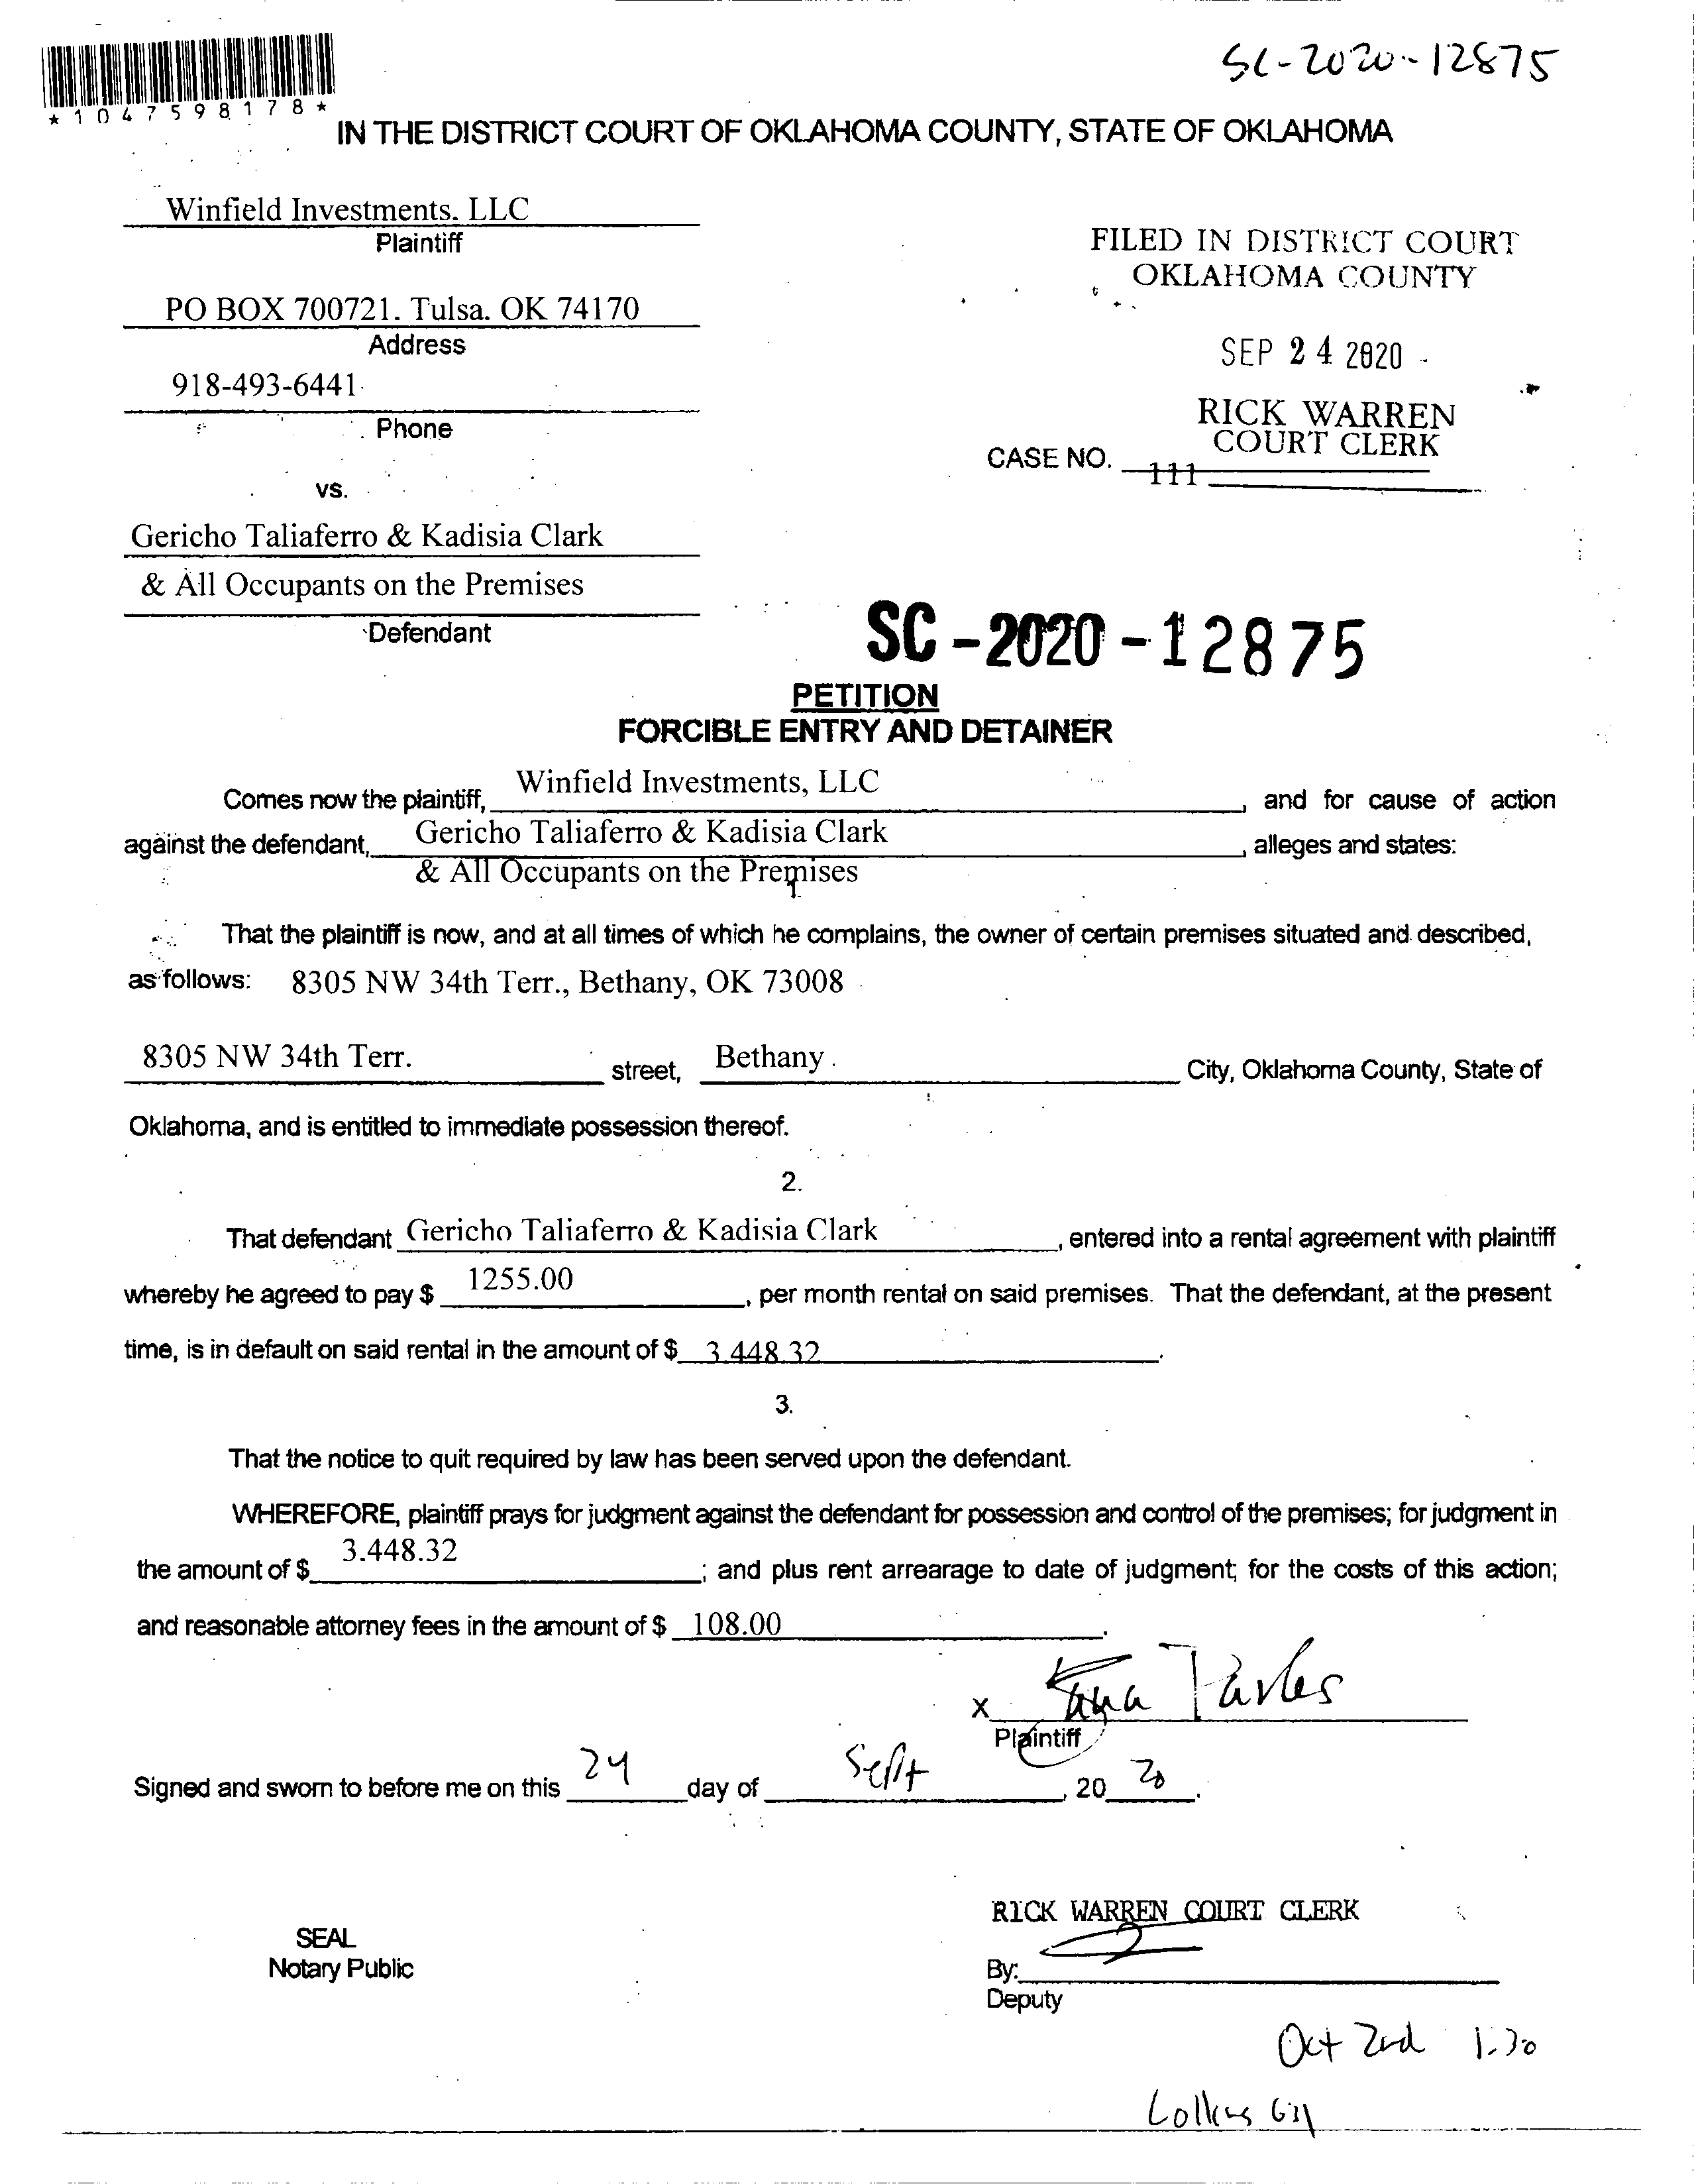 SC-2020-12875
*1047598178*
IN THE DISTRICT COURT OF OKLAHOMA COUNTY, STATE OF OKLAHOMA
Winfield Investments. LLC
Plaintiff
PO BOX 700721. Tulsa. OK 74170
Address
918-493-6441
Phone
vs.
Gericho Taliaferro & Kadisia Clark
& All Occupants on the Premises
Defendant
FILED IN DISTRICT COURT
OKLAHOMA COUNTY
SEP 24 2020
RICK WARREN
COURT CLERK
CASE NO.
111
SC-2020-12875
PETITION
FORCIBLE ENTRY AND DETAINER
Comes now the plaintiff, Winfield Investments, LLC, and for cause of action
against the defendant, Gericho Taliaferro & Kadisia Clark, alleges and states:
& All Occupants on the Premises
1.
That the plaintiff is now, and at all times of which he complains, the owner of certain premises situated and described,
as follows: 8305 NW 34th Terr., Bethany, OK 73008
8305 NW 34th Terr. street, Bethany. City, Oklahoma County, State of
Oklahoma, and is entitled to immediate possession thereof.
2.
That defendant Gericho Taliaferro & Kadisia Clark, entered into a rental agreement with plaintiff
whereby he agreed to pay $ 1255.00, per month rental on said premises. That the defendant, at the present
time, is in default on said rental in the amount of $ 3.448.32.
3.
That the notice to quit required by law has been served upon the defendant.
WHEREFORE, plaintiff prays for judgment against the defendant for possession and control of the premises; for judgment in
the amount of $ 3.448.32; and plus rent arrearage to date of judgment; for the costs of this action;
and reasonable attorney fees in the amount of $ 108.00.
X
Plaintiff
Signed and sworn to before me on this 24 day of Sept, 2020.
SEAL
Notary Public
RICK WARREN COURT CLERK
By:
Deputy
Oct 2nd 1:30
Collins